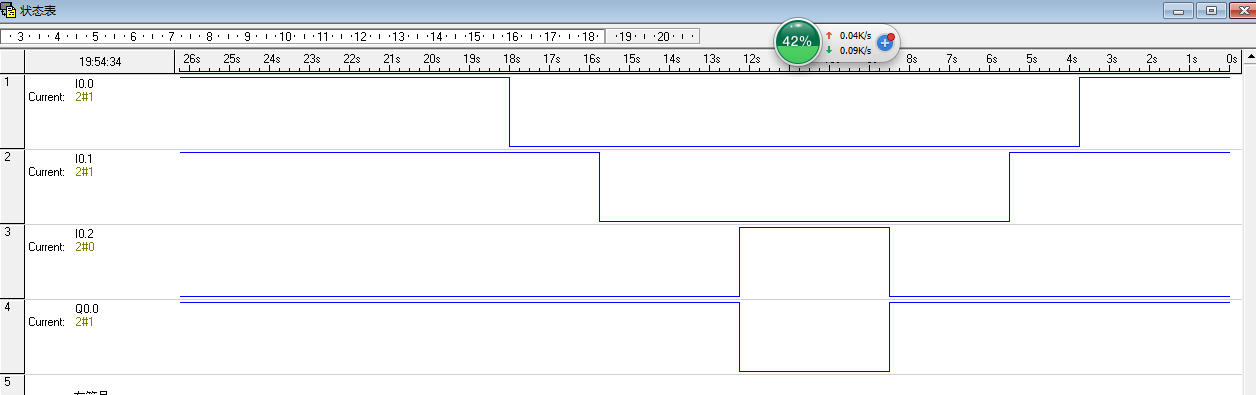 状态表
3 4 5 6 7 8 9 10 11 12 13 14 15 16 17 18 19 20
42% 0.04K/s
0.09K/s
19:54:34 26s 25s 24s 23s 22s 21s 20s 19s 18s 17s 16s 15s 14s 13s 12s 8s 7s 6s 5s 4s 3s 2s 1s 0s
1 I0.0
Current: 2#1
2 I0.1
Current: 2#1
3 I0.2
Current: 2#0
4 Q0.0
Current: 2#1
5